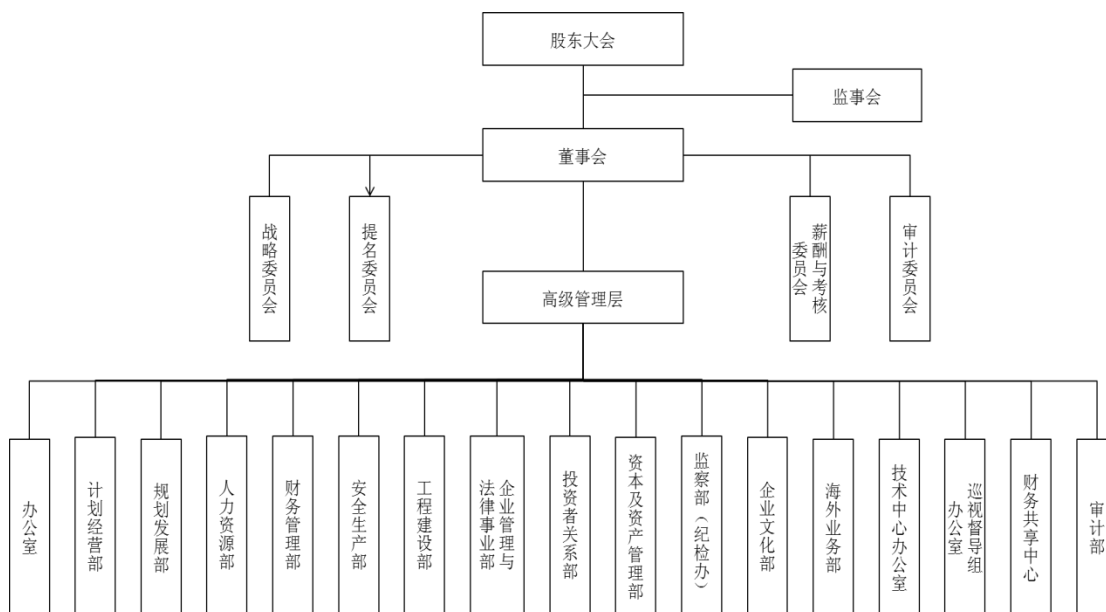 股东大会
监事会
董事会
战略委员会
提名委员会
薪酬与考核
委员会
审计委员会
高级管理层
办公室
计划经营部
规划发展部
人力资源部
财务管理部
安全生产部
工程建设部
企业管理与
法律事业部
投资者关系部
资本及资产管理部
监察部（纪检办）
企业文化部
海外业务部
技术中心办公室
巡视督导组
办公室
财务共享中心
审计部